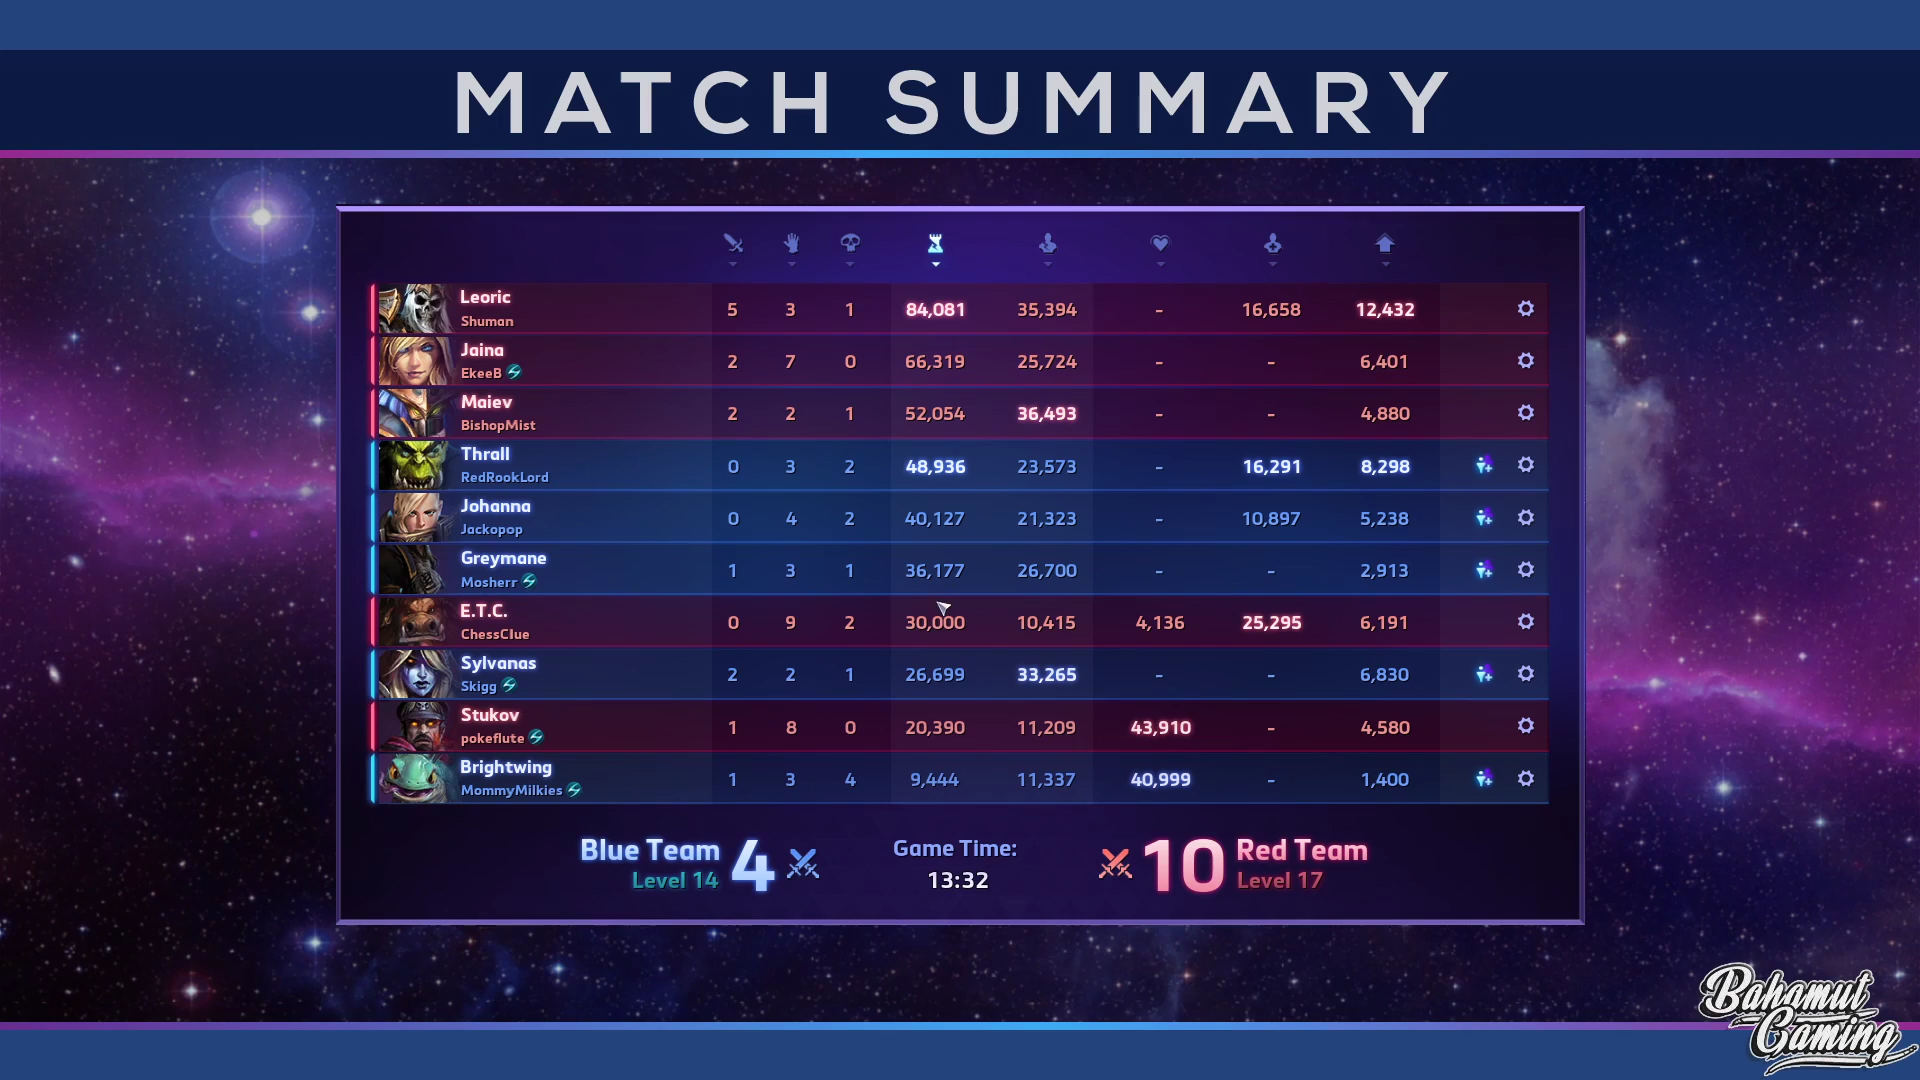 MATCH SUMMARY
Leoric
Shuman
5 3 1 84,081 35,394 - 16,658 12,432
Jaina
EkeeB
2 7 0 66,319 25,724 - - 6,401
Maiev
BishopMist
2 2 1 52,054 36,493 - - 4,880
Thrall
RedRookLord
0 3 2 48,936 23,573 - 16,291 8,298
Johanna
Jackopop
0 4 2 40,127 21,323 - 10,897 5,238
Greymane
Mosherr
1 3 1 36,177 26,700 - - 2,913
E.T.C.
ChessClue
0 9 2 30,000 10,415 4,136 25,295 6,191
Sylvanas
Skigg
2 2 1 26,699 33,265 - - 6,830
Stukov
pokeflute
1 8 0 20,390 11,209 43,910 - 4,580
Brightwing
MommyMilkies
1 3 4 9,444 11,337 40,999 - 1,400
Blue Team 4 Game Time: 10 Red Team
Level 14 13:32 Level 17
Bahamut
Gaming